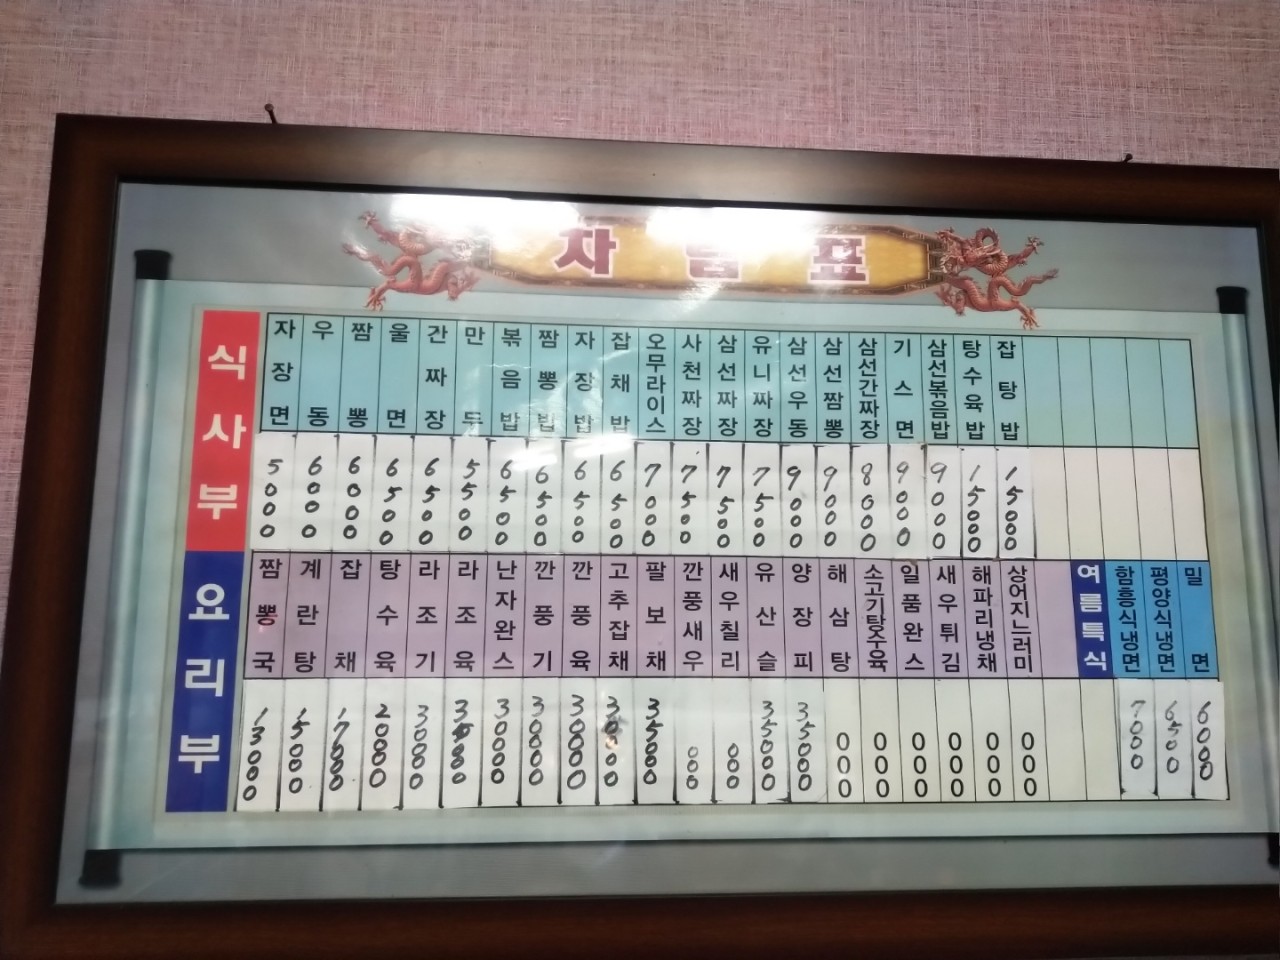 차림표
식사부
자장면 5000
우동 6000
짬뽕 6000
울면 6500
간짜장 6500
만두 5500
볶음밥 6500
짬뽕밥 6500
자장밥 6500
잡채밥 6500
오무라이스 7000
사천짜장 7500
삼선짜장 7500
유니짜장 7500
삼선우동 9000
삼선짬뽕 9000
삼선간짜장 8000
기스면 9000
삼선볶음밥 9000
탕수육밥 15000
잡탕밥 15000
요리부
짬뽕국 13000
계란탕 15000
잡채 17000
탕수육 20000
라조기 30000
라조육 30000
난자완스 30000
깐풍기 30000
깐풍육 30000
고추잡채 30000
팔보채 35000
깐풍새우 000
새우칠리 000
유산슬 35000
양장피 35000
해삼탕 000
소고기탕수육 000
일품완스 000
새우튀김 000
해파리냉채 000
상어지느러미 000
여름특식
함흥식냉면 7000
평양식냉면 6500
밀면 6000